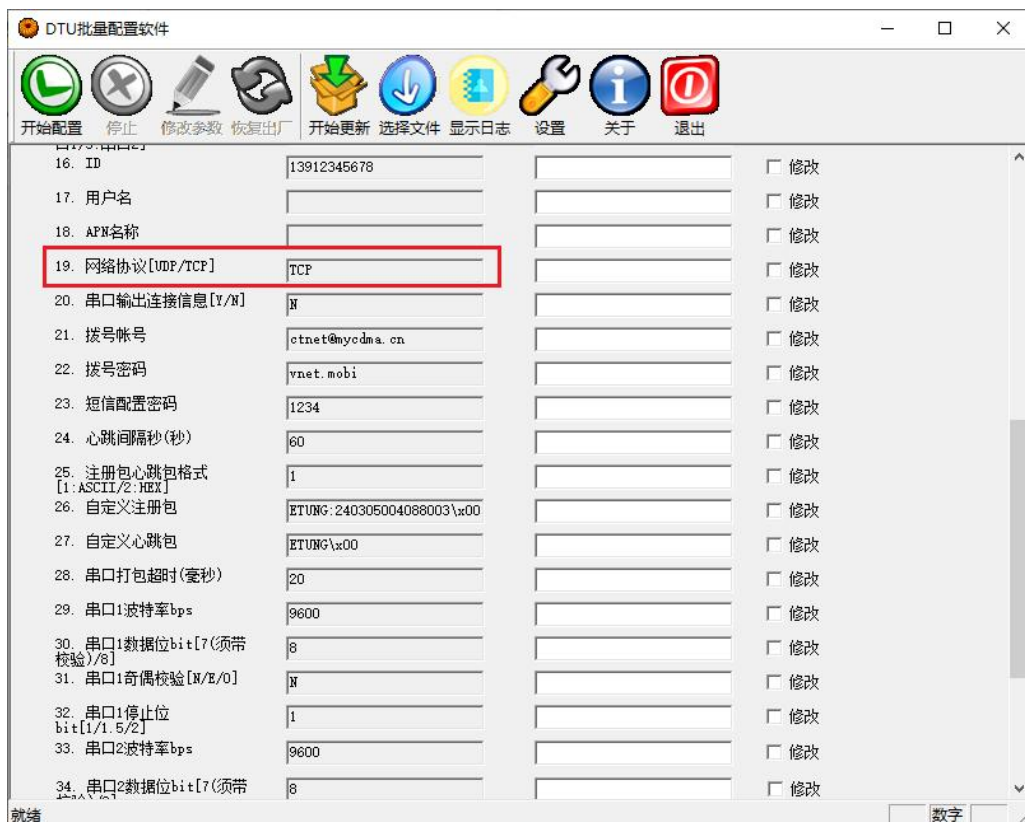 DTU批量配置软件
开始配置 停止 修改参数 恢复出厂 开始更新 选择文件 显示日志 设置 关于 退出
16. ID 13912345678 修改
17. 用户名 修改
18. APN名称 修改
19. 网络协议[UDP/TCP] TCP 修改
20. 串口输出连接信息[Y/N] N 修改
21. 拨号帐号 ctnet@mycdma.cn 修改
22. 拨号密码 vnet.mobi 修改
23. 短信配置密码 1234 修改
24. 心跳间隔秒(秒) 60 修改
25. 注册包心跳包格式 1 修改
[1:ASCII/2:HEX]
26. 自定义注册包 ETUNG:240305004088003\x00 修改
27. 自定义心跳包 ETUNG\x00 修改
28. 串口打包超时(毫秒) 20 修改
29. 串口1波特率bps 9600 修改
30. 串口1数据位bit[7(须带 8 修改
校验)/8]
31. 串口1奇偶校验[N/E/O] N 修改
32. 串口1停止位 1 修改
bit[1/1.5/2]
33. 串口2波特率bps 9600 修改
34. 串口2数据位bit[7(须带 8 修改
就绪 数字